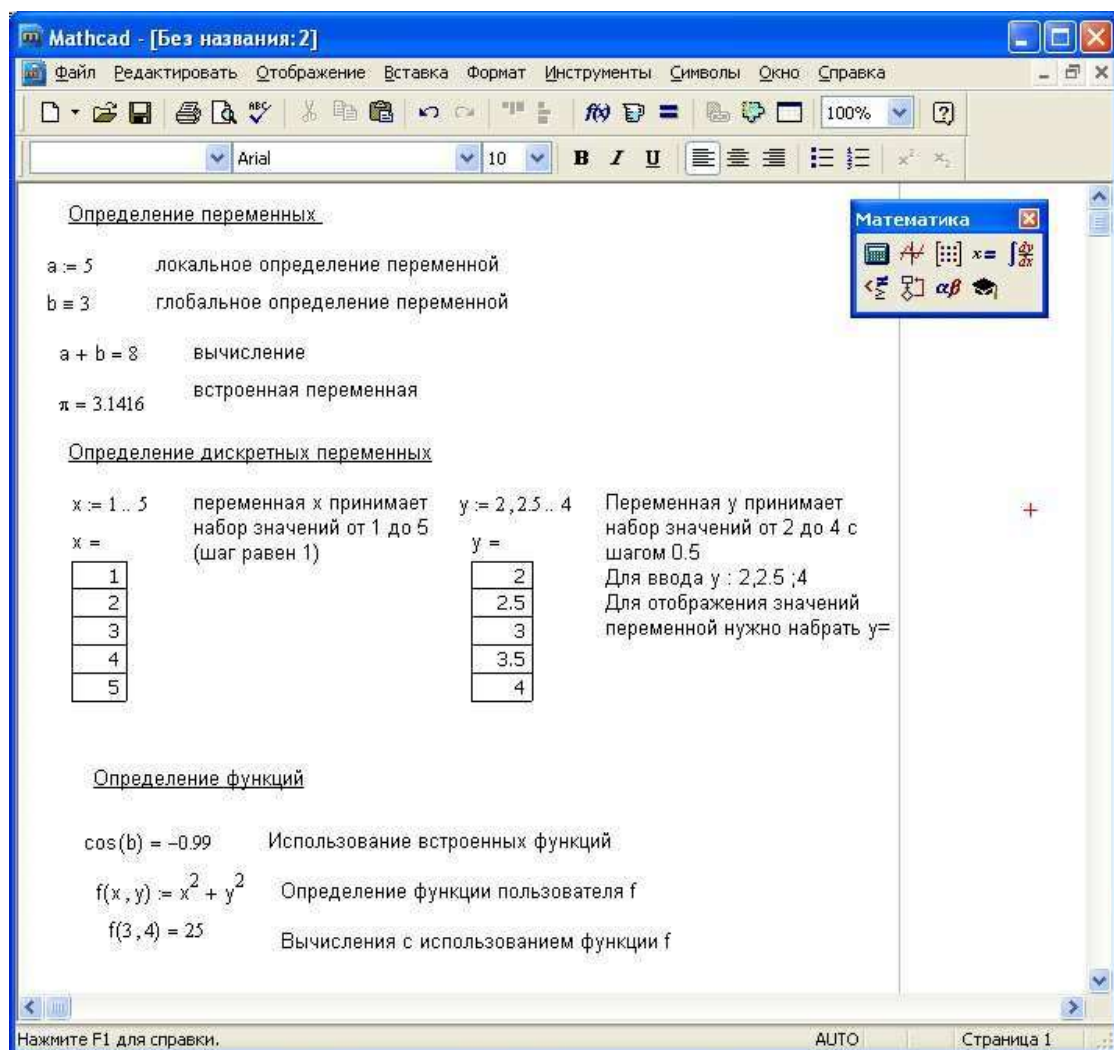 Mathcad - [Без названия:2]
Файл Редактировать Отображение Вставка Формат Инструменты Символы Окно Справка
100%
Arial 10 B I U
Определение переменных
Математика
a := 5 локальное определение переменной
b ≡ 3 глобальное определение переменной
a + b = 8 вычисление
π = 3.1416 встроенная переменная
Определение дискретных переменных
x := 1 .. 5
x =
1
2
3
4
5
переменная x принимает
набор значений от 1 до 5
(шаг равен 1)
y := 2 , 2.5 .. 4
y =
2
2.5
3
3.5
4
Переменная y принимает
набор значений от 2 до 4 с
шагом 0.5
Для ввода y : 2,2.5 ;4
Для отображения значений
переменной нужно набрать y=
Определение функций
cos(b) = −0.99 Использование встроенных функций
f(x , y) := x² + y² Определение функции пользователя f
f(3 , 4) = 25 Вычисления с использованием функции f
Нажмите F1 для справки. AUTO Страница 1